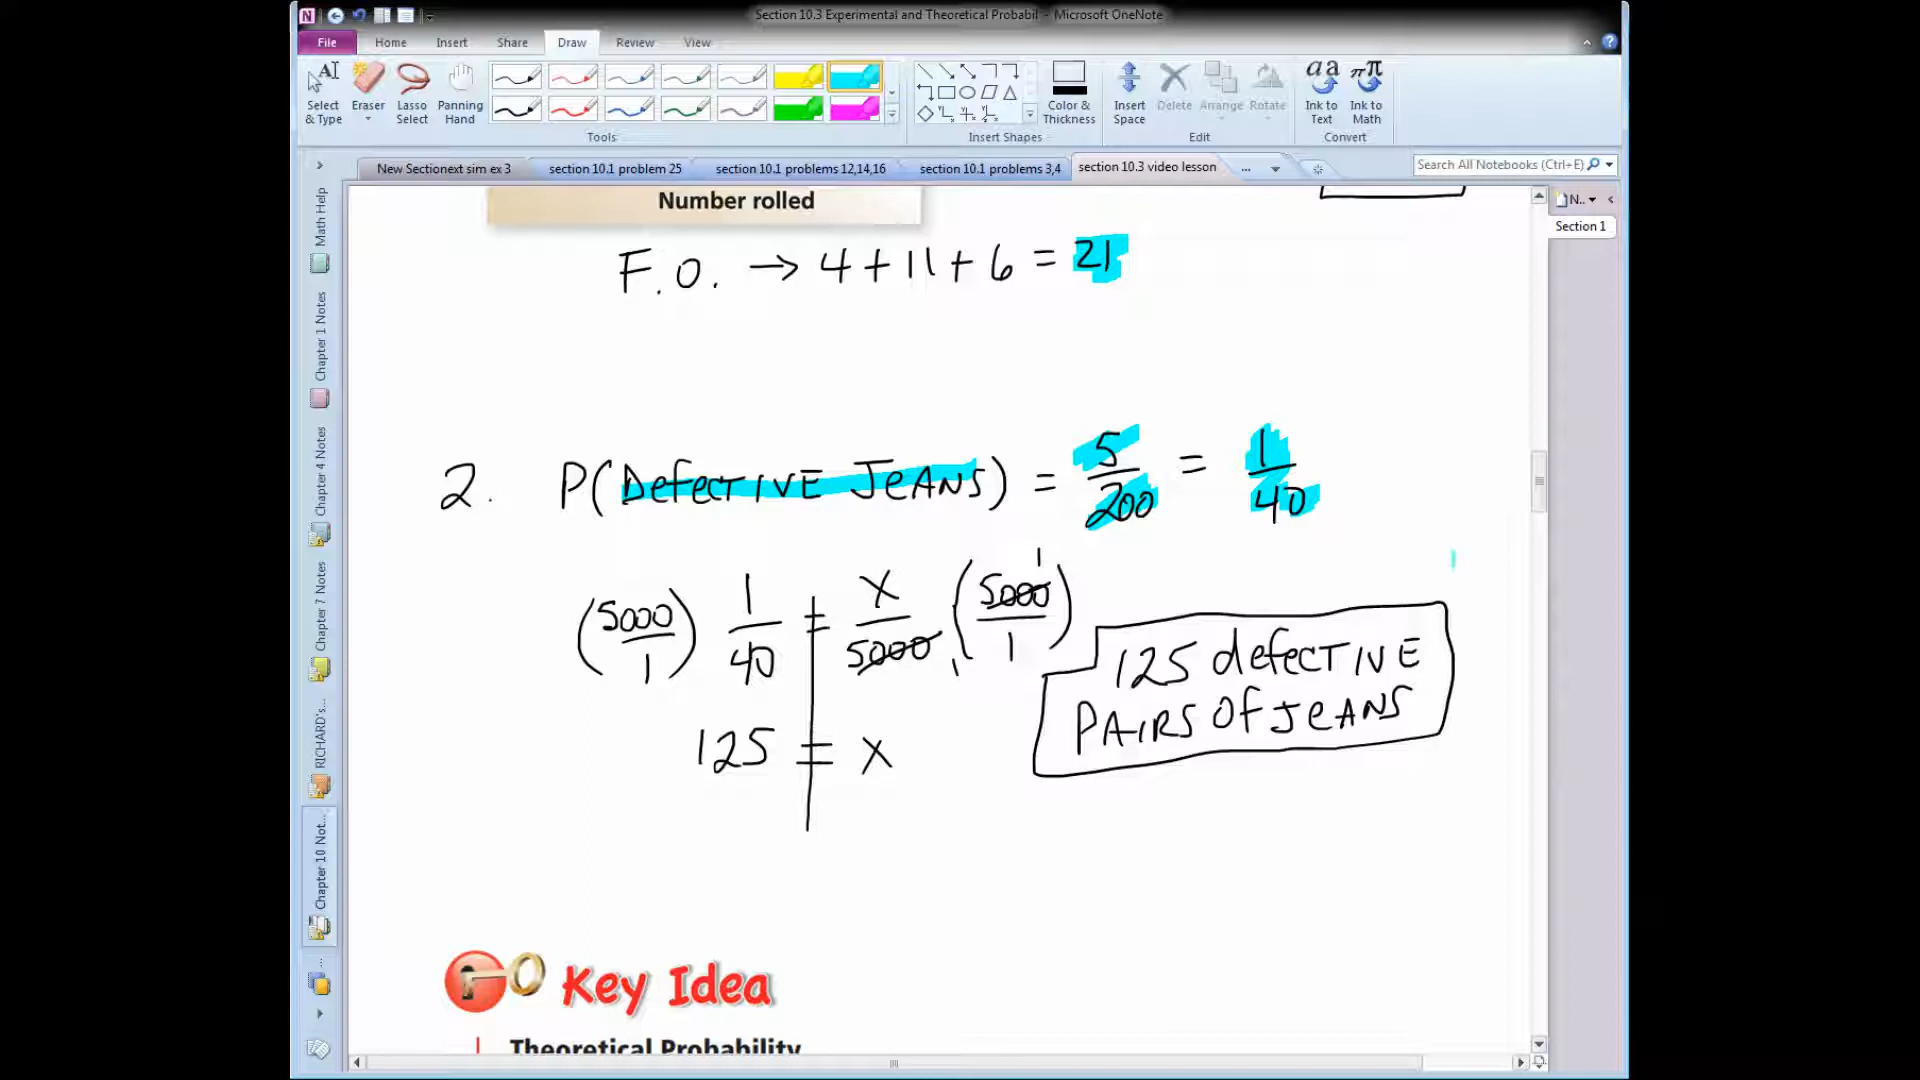 Section 10.3 Experimental and Theoretical Probabil - Microsoft OneNote
File Home Insert Share Draw Review View
Select & Type
Eraser
Lasso Select
Panning Hand
Color & Thickness
Insert Space
Delete
Arrange
Rotate
Ink to Text
Ink to Math
Tools
Insert Shapes
Edit
Convert
New Sectionext sim ex 3
section 10.1 problem 25
section 10.1 problems 12,14,16
section 10.1 problems 3,4
section 10.3 video lesson
...
Search All Notebooks (Ctrl+E)
N..
Section 1
Math Help
Chapter 1 Notes
Chapter 4 Notes
Chapter 7 Notes
RICHARD's...
Chapter 10 Not...
Number rolled
F.O. → 4 + 11 + 6 = 21
2. P(Defective Jeans) = 5/200 = 1/40
(5000/1) 1/40 = x/5000 (5000/1)
1
1
125 = x
125 defective
pairs of jeans
Key Idea
Theoretical Probability